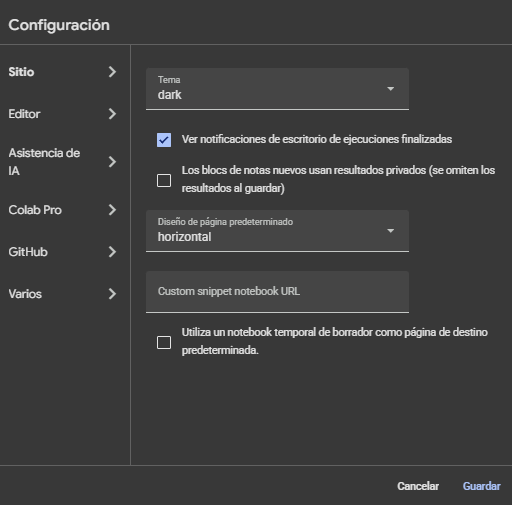 Configuración
Sitio
Editor
Asistencia de
IA
Colab Pro
GitHub
Varios
Tema
dark
Ver notificaciones de escritorio de ejecuciones finalizadas
Los blocs de notas nuevos usan resultados privados (se omiten los
resultados al guardar)
Diseño de página predeterminado
horizontal
Custom snippet notebook URL
Utiliza un notebook temporal de borrador como página de destino
predeterminada.
Cancelar
Guardar